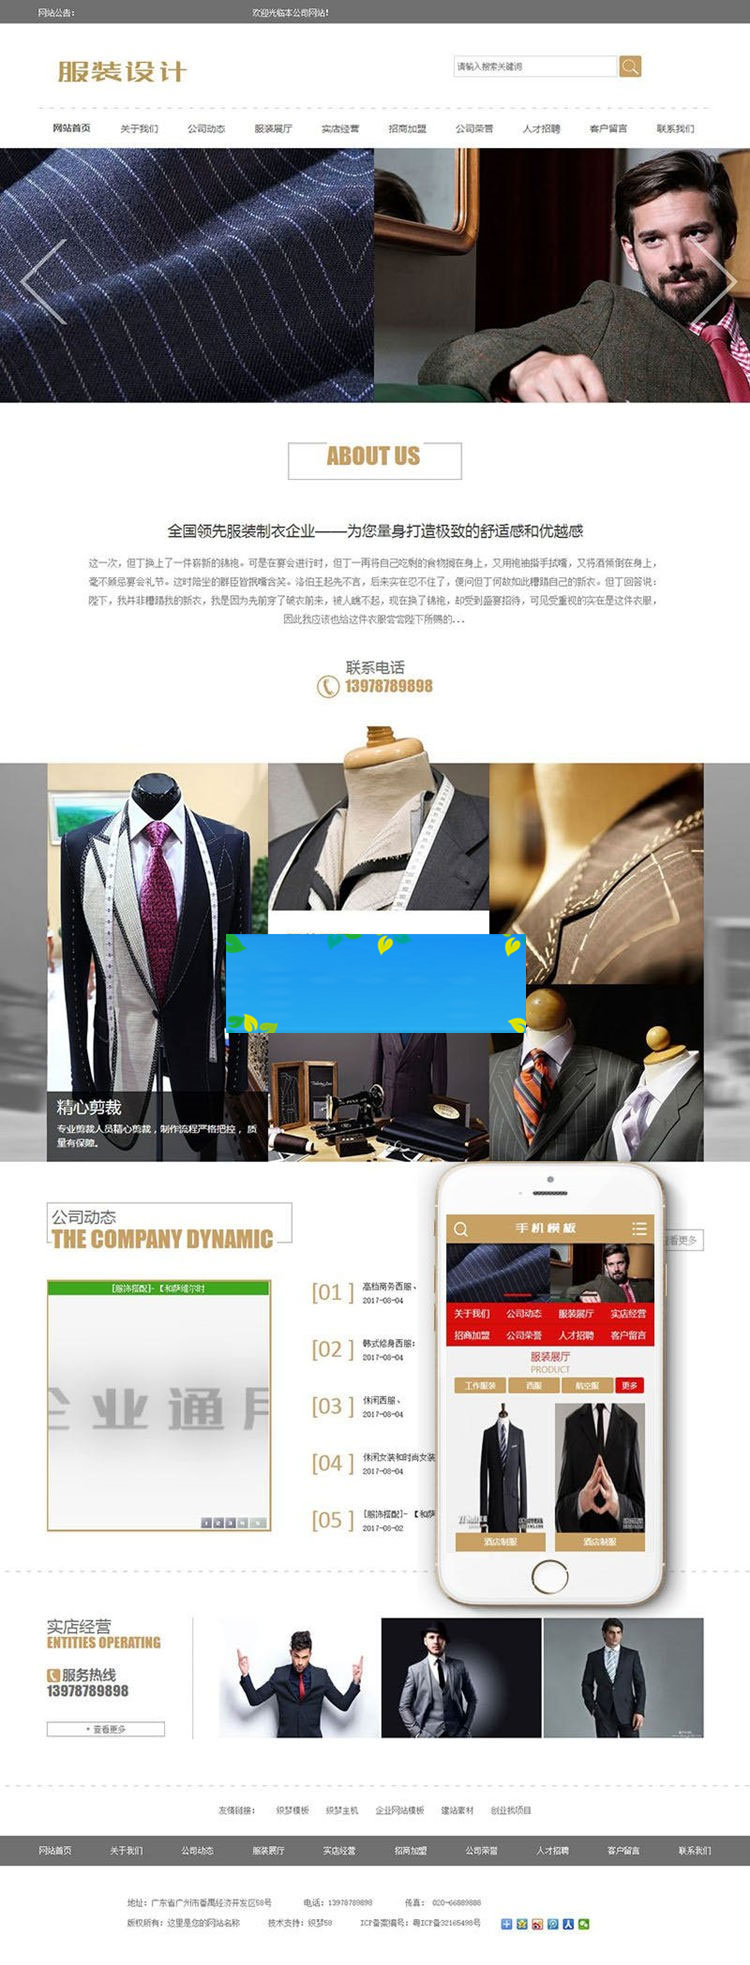 网站公告：
欢迎光临本公司网站！
服装设计
请输入搜索关键词
网站首页 关于我们 公司动态 服装展厅 实店经营 招商加盟 公司荣誉 人才招聘 客户留言 联系我们
ABOUT US
全国领先服装制衣企业——为您量身打造极致的舒适感和优越感
这一次，但丁换上了一件崭新的锦袍。可是在宴会进行时，但丁一再将自己吃剩的食物搁在身上，又用袍袖揩手拭嘴，又将酒倾倒在身上，
毫不顾忌宴会礼节。这时陪坐的群臣皆抿嘴含笑。洛伯王起先不言，后来实在忍不住了，便问但丁何故如此糟蹋自己的新衣。但丁回答说：
陛下，我并非糟蹋我的新衣，我是因为先前穿了破衣前来，被人瞧不起，现在换了锦袍，却受到盛宴招待，可见受重视的实在是这件衣服，
因此我应该也给这件衣服尝尝陛下所赐的...
联系电话
13978789898
精心剪裁
专业剪裁人员精心剪裁，制作流程严格把控，质
量有保障。
公司动态
THE COMPANY DYNAMIC
查看更多
[服饰搭配]-【和萨维尔时
企业通用
1 2 3 4 5
[01] 高档商务西服、
2017-08-04
[02] 韩式修身西服：
2017-08-04
[03] 休闲西服、
2017-08-04
[04] 休闲女装和时尚女装
2017-08-04
[05] [服饰搭配]-【和萨
2017-08-02
手机模板
关于我们 公司动态 服装展厅 实店经营
招商加盟 公司荣誉 人才招聘 客户留言
服装展厅
PRODUCT
工作服装 西服 航空服 更多
酒店制服 酒店制服
实店经营
ENTITIES OPERATING
服务热线
13978789898
• 查看更多
友情链接： 织梦模板 织梦主机 企业网站模板 建站素材 创业找项目
网站首页 关于我们 公司动态 服装展厅 实店经营 招商加盟 公司荣誉 人才招聘 客户留言 联系我们
地址：广东省广州市番禺经济开发区58号 电话：13978789898 传真： 020-66889888
版权所有：这里是您的网站名称 技术支持：织梦58 ICP备案编号：粤ICP备32165498号